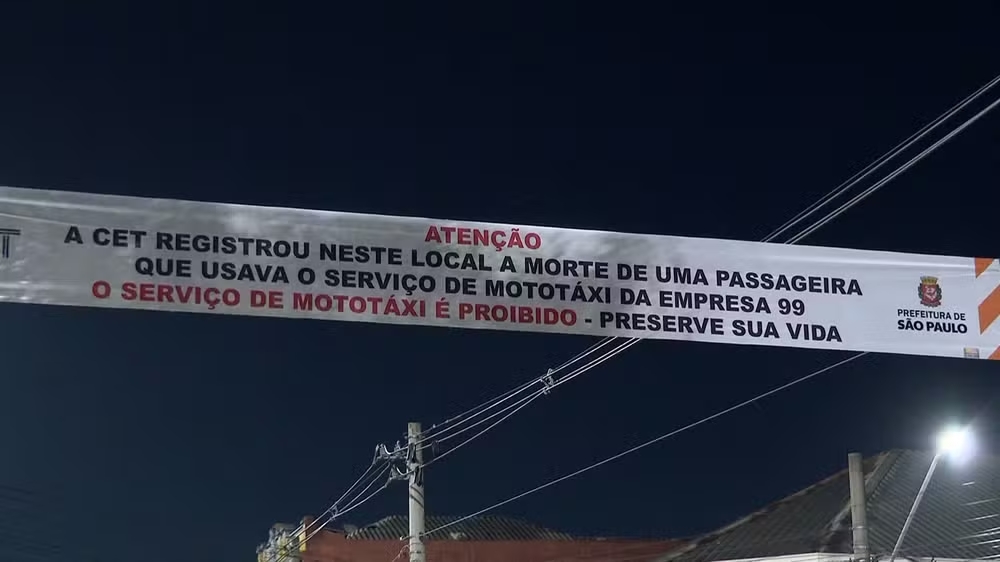 ATENÇÃO
A CET REGISTROU NESTE LOCAL A MORTE DE UMA PASSAGEIRA
QUE USAVA O SERVIÇO DE MOTOTÁXI DA EMPRESA 99
O SERVIÇO DE MOTOTÁXI É PROIBIDO - PRESERVE SUA VIDA
PREFEITURA DE
SÃO PAULO